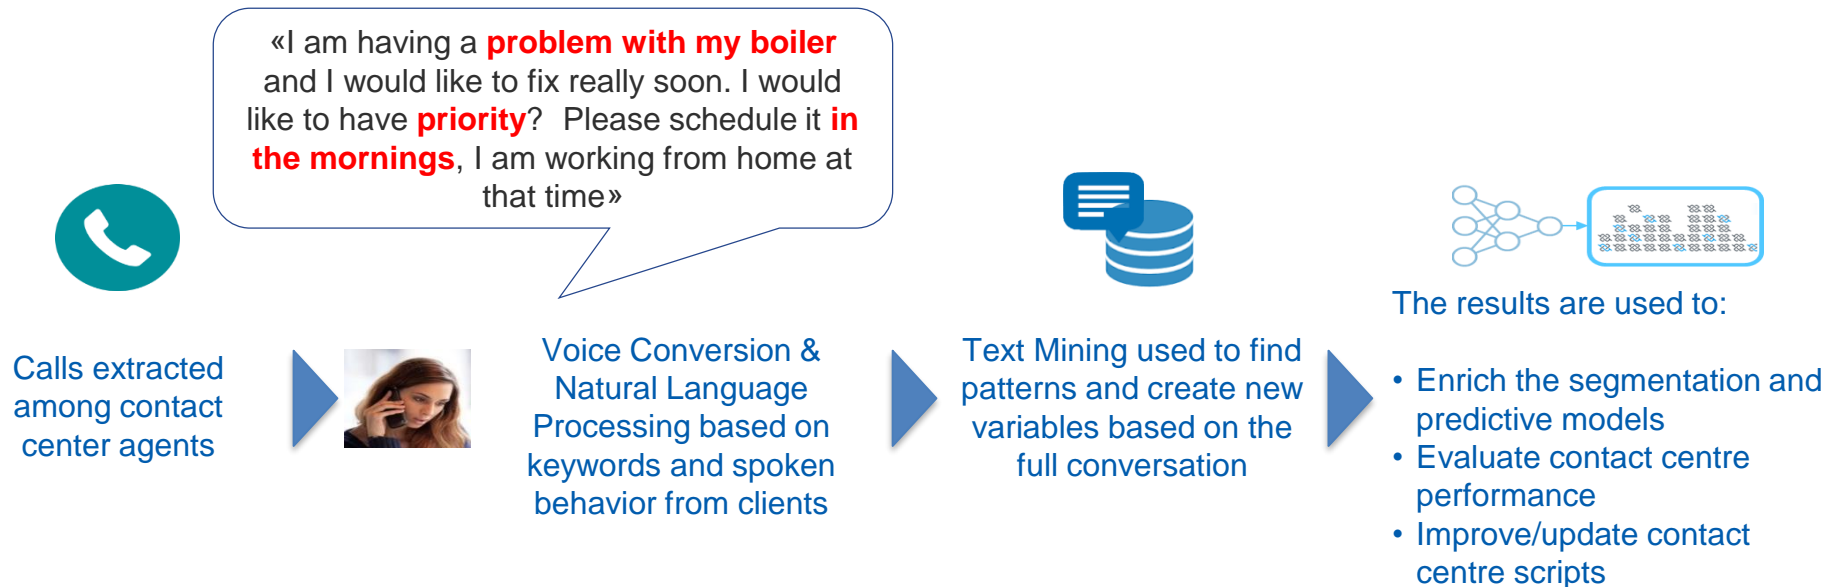 «I am having a problem with my boiler
and I would like to fix really soon. I would
like to have priority?  Please schedule it in
the mornings, I am working from home at
that time»
Calls extracted
among contact
center agents
Voice Conversion &
Natural Language
Processing based on
keywords and spoken
behavior from clients
Text Mining used to find
patterns and create new
variables based on the
full conversation
The results are used to:
• Enrich the segmentation and
predictive models
• Evaluate contact centre
performance
• Improve/update contact
centre scripts